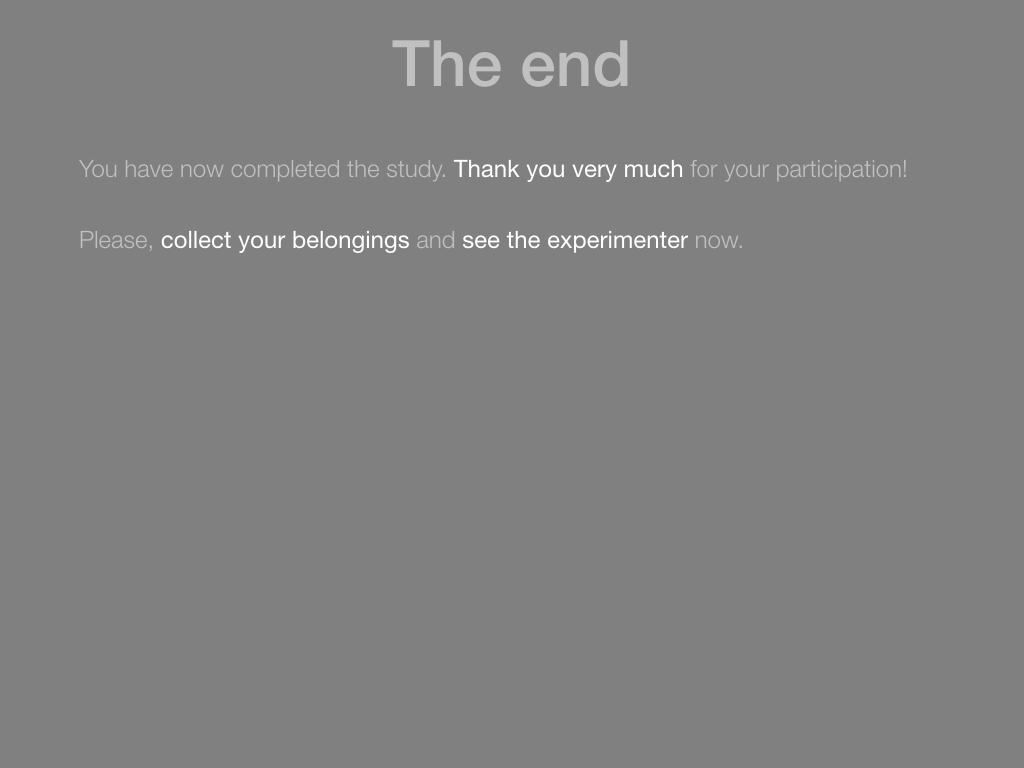 The end
You have now completed the study. Thank you very much for your participation!
Please, collect your belongings and see the experimenter now.